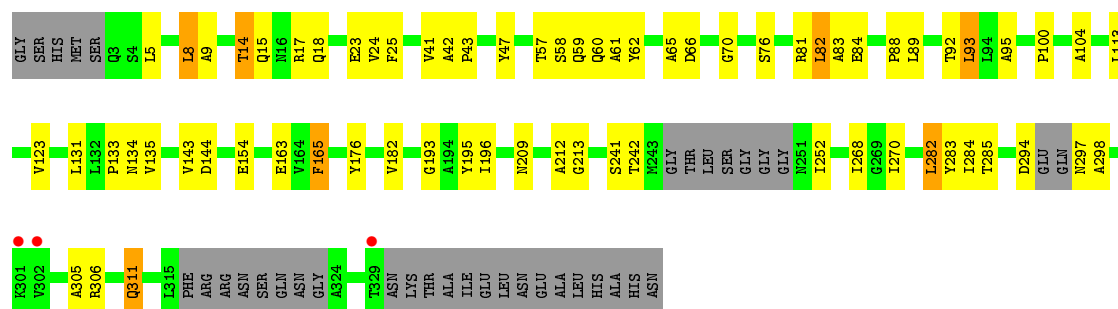 GLY SER HIS MET SER Q3 S4 L5 L8 A9 T14 Q15 N16 R17 Q18 E23 V24 F25 V41 A42 P43 Y47 T57 S58 Q59 Q60 A61 Y62 A65 D66 G70 S76 R81 L82 A83 E84 P88 L89 T92 L93 L94 A95 P100 A104
V123 L131 L132 P133 N134 V135 V143 D144 E154 E163 V164 F165 Y176 V182 G193 A194 Y195 I196 N209 A212 G213 S241 T242 M243 GLY THR LEU SER GLY GLY GLY N251 I252 I268 G269 I270 L282 Y283 I284 T285 D294 GLU GLN N297 A298
K301 V302 A305 R306 Q311 L315 PHE ARG ARG ASN SER GLN ASN GLY A324 T329 ASN LYS THR ALA ILE GLU LEU ASN GLU ALA LEU HIS ALA HIS ASN